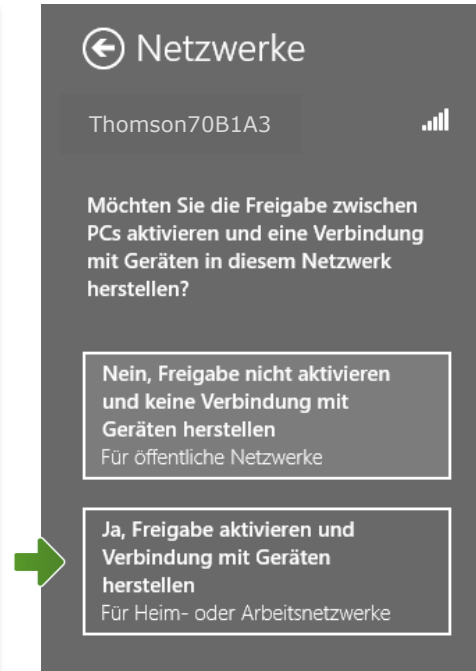 Netzwerke
Thomson70B1A3
Möchten Sie die Freigabe zwischen
PCs aktivieren und eine Verbindung
mit Geräten in diesem Netzwerk
herstellen?
Nein, Freigabe nicht aktivieren
und keine Verbindung mit
Geräten herstellen
Für öffentliche Netzwerke
Ja, Freigabe aktivieren und
Verbindung mit Geräten
herstellen
Für Heim- oder Arbeitsnetzwerke